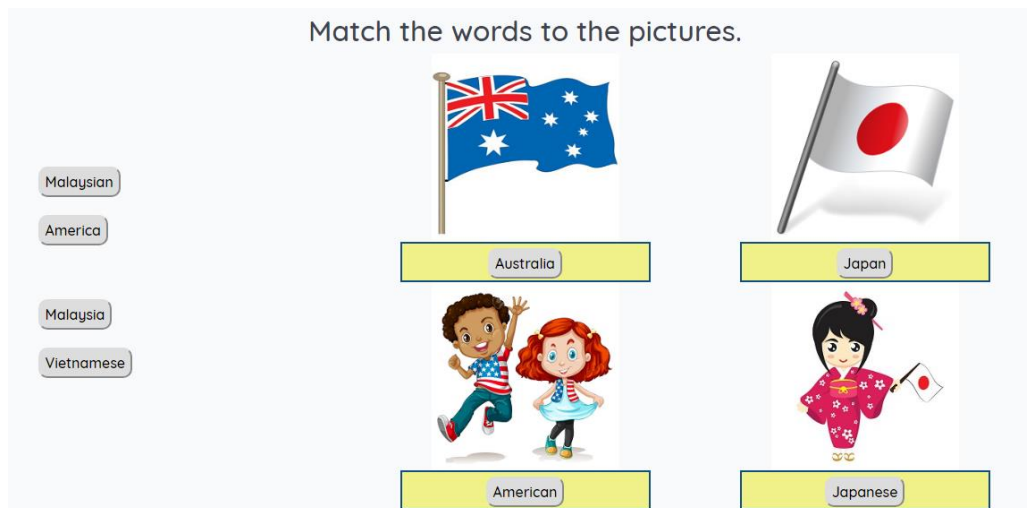 Match the words to the pictures.
Malaysian
America
Australia
Japan
Malaysia
Vietnamese
American
Japanese